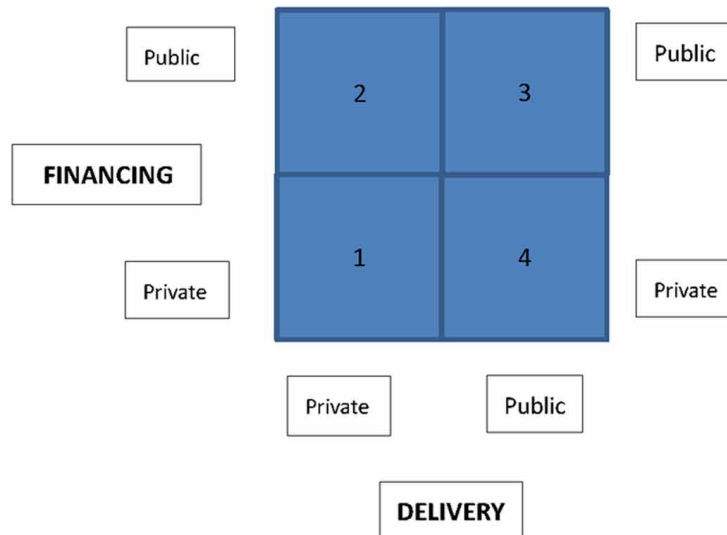 Public
2
3
Public
FINANCING
1
4
Private
Private
Private
Public
DELIVERY